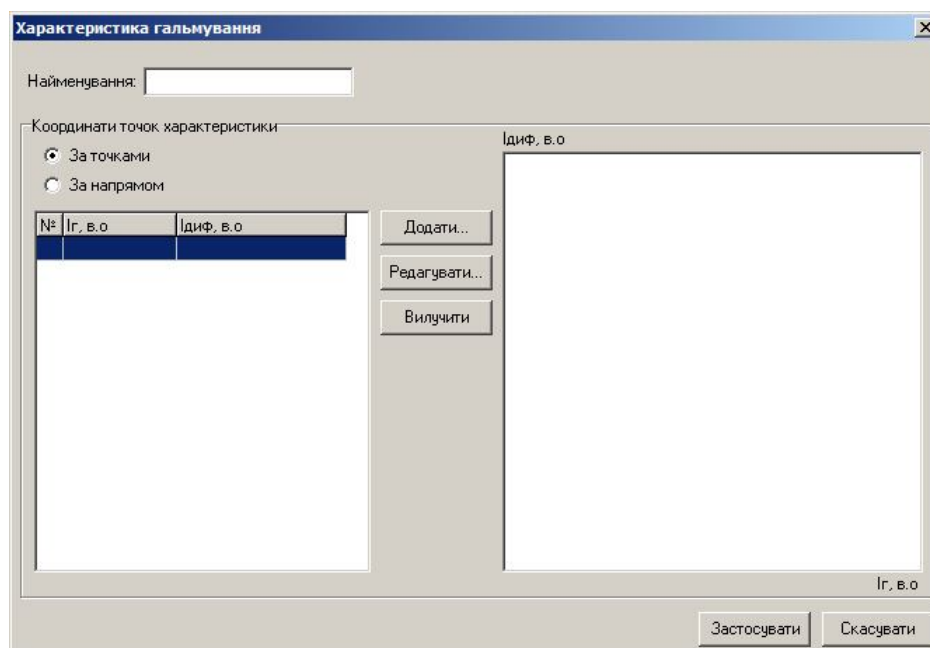 Характеристика гальмування
Найменування:
Координати точок характеристики
За точками
За напрямом
№ Іг, в.о Ідиф, в.о
Додати...
Редагувати...
Вилучити
Ідиф, в.о
Іг, в.о
Застосувати Скасувати